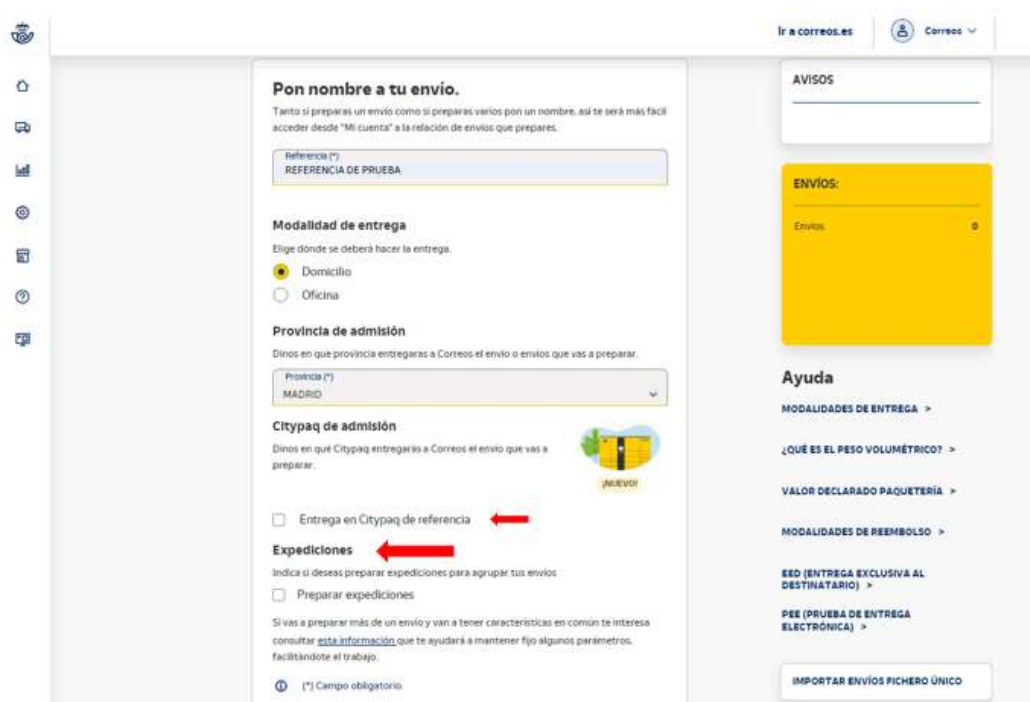 Ir a correos.es
Correos
Pon nombre a tu envío.
Tanto si preparas un envío como si preparas varios pon un nombre, así te será más fácil
acceder desde "Mi cuenta" a la relación de envíos que prepares.
Referencia (*)
REFERENCIA DE PRUEBA
Modalidad de entrega
Elige dónde se deberá hacer la entrega.
Domicilio
Oficina
Provincia de admisión
Dinos en que provincia entregaras a Correos el envío o envíos que vas a preparar.
Provincia (*)
MADRID
Citypaq de admisión
Dinos en qué Citypaq entregarás a Correos el envío que vas a
preparar.
¡NUEVO!
Entrega en Citypaq de referencia
Expediciones
Indica si deseas preparar expediciones para agrupar tus envíos
Preparar expediciones
Si vas a preparar más de un envío y van a tener características en común te interesa
consultar esta información que te ayudará a mantener fijo algunos parámetros,
facilitándote el trabajo.
(*) Campo obligatorio.
AVISOS
ENVÍOS:
Envíos 0
Ayuda
MODALIDADES DE ENTREGA >
¿QUÉ ES EL PESO VOLUMÉTRICO? >
VALOR DECLARADO PAQUETERÍA >
MODALIDADES DE REEMBOLSO >
EED (ENTREGA EXCLUSIVA AL
DESTINATARIO) >
PEE (PRUEBA DE ENTREGA
ELECTRÓNICA) >
IMPORTAR ENVÍOS FICHERO ÚNICO